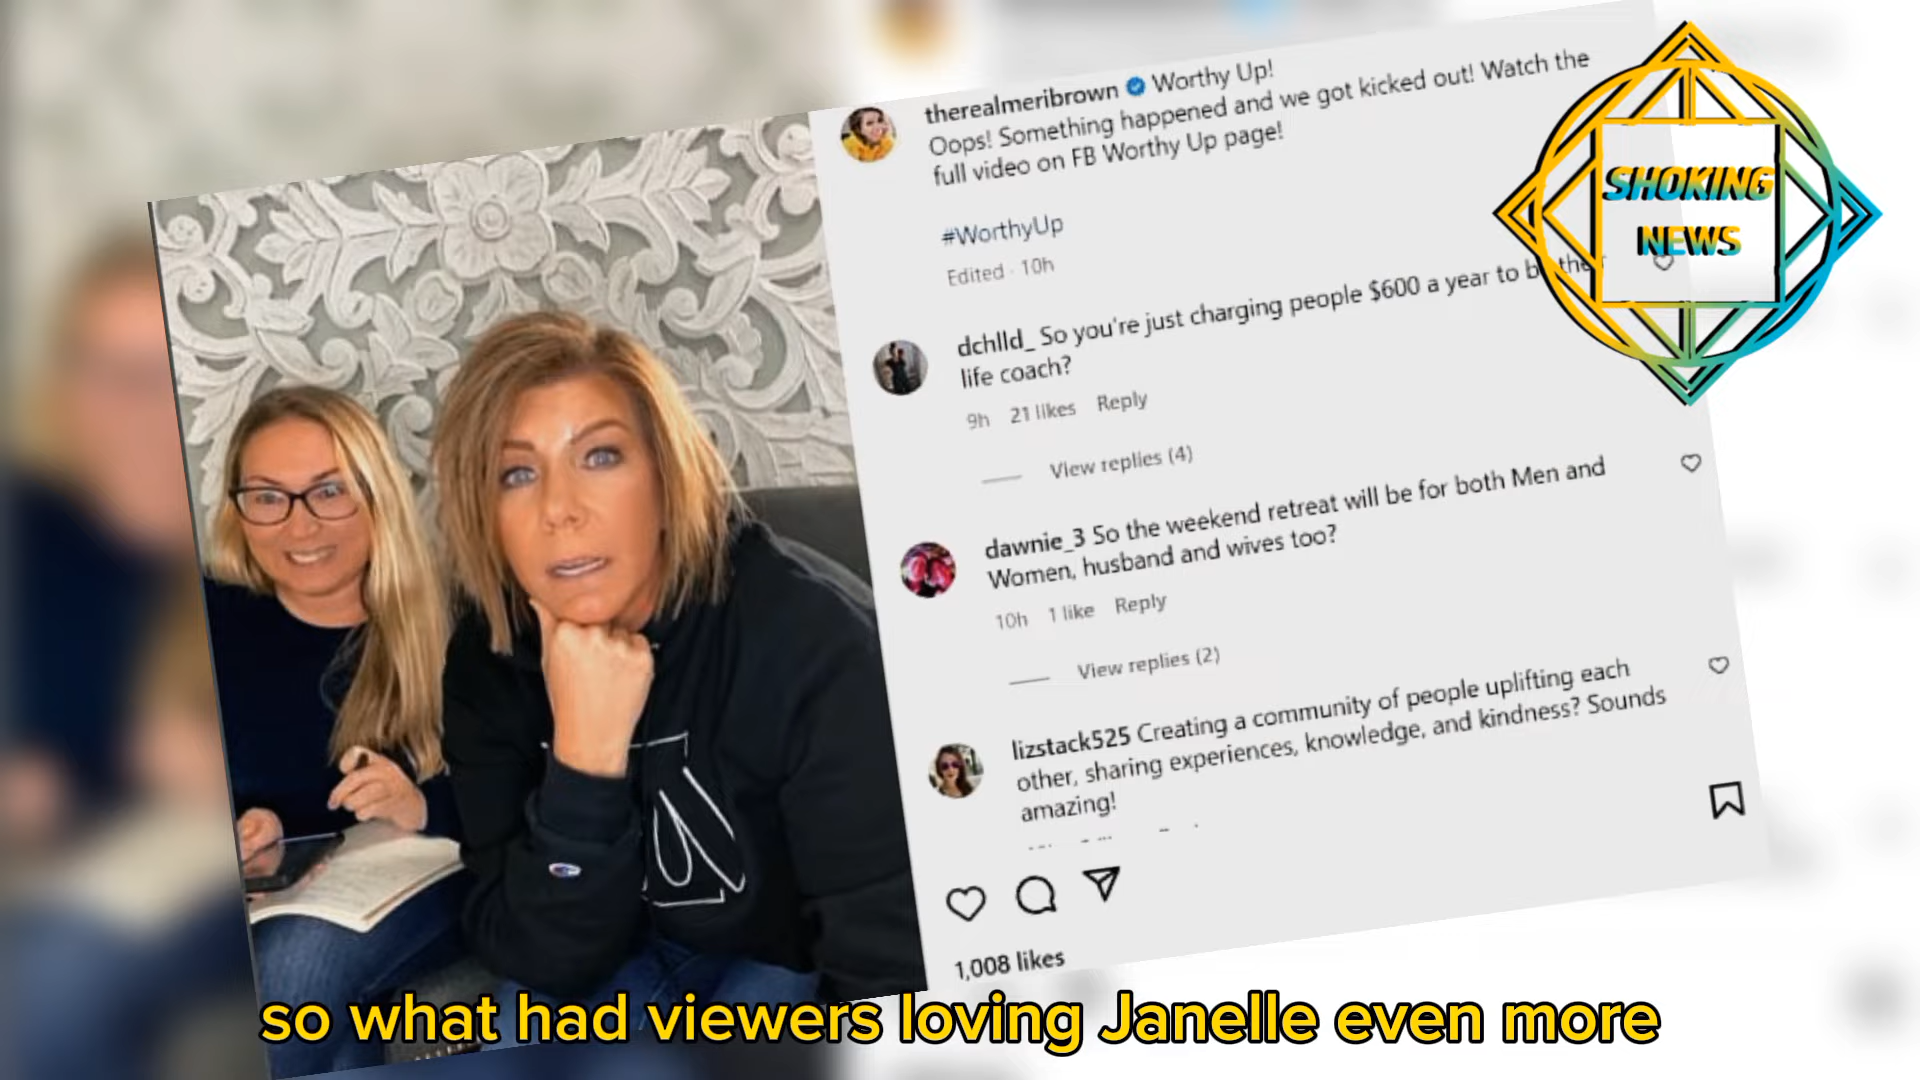 therealmeribrown Worthy Up!
Oops! Something happened and we got kicked out! Watch the
full video on FB Worthy Up page!
#WorthyUp
Edited · 10h
dchlld_ So you're just charging people $600 a year to be their
life coach?
9h 21 likes Reply
View replies (4)
dawnie_3 So the weekend retreat will be for both Men and
Women, husband and wives too?
10h 1 like Reply
View replies (2)
lizstack525 Creating a community of people uplifting each
other, sharing experiences, knowledge, and kindness? Sounds
amazing!
1,008 likes
SHOKING
NEWS
so what had viewers loving Janelle even more